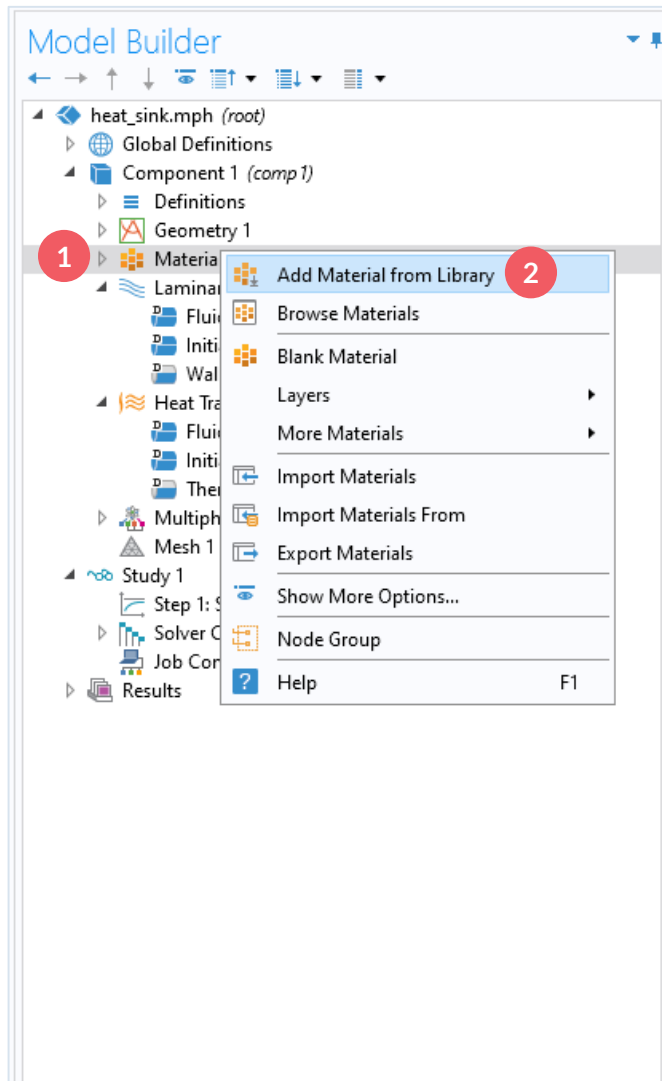 Model Builder
heat_sink.mph (root)
Global Definitions
Component 1 (comp1)
Definitions
Geometry 1
1 Materia
Add Material from Library 2
Laminar
Browse Materials
Flui
Initi
Blank Material
Wal
Layers
Heat Tra
More Materials
Flui
Initi
Import Materials
Ther
Import Materials From
Multiph
Mesh 1
Export Materials
Study 1
Show More Options...
Step 1: S
Solver C
Node Group
Job Con
Results
? Help F1